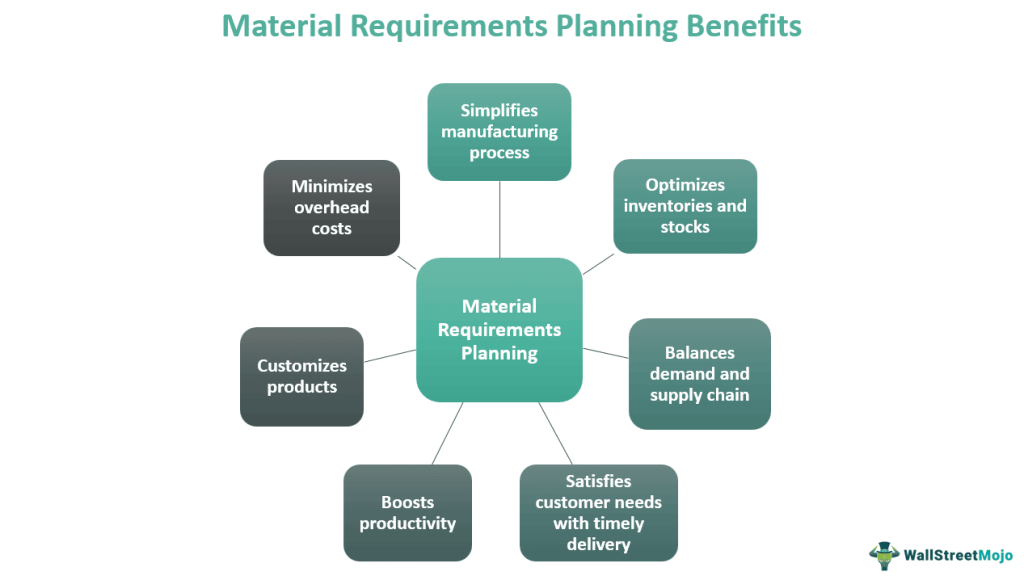 Material Requirements Planning Benefits
Simplifies
manufacturing
process
Optimizes
inventories and
stocks
Balances
demand and
supply chain
Satisfies
customer needs
with timely
delivery
Boosts
productivity
Customizes
products
Minimizes
overhead
costs
Material
Requirements
Planning
WallStreetMojo